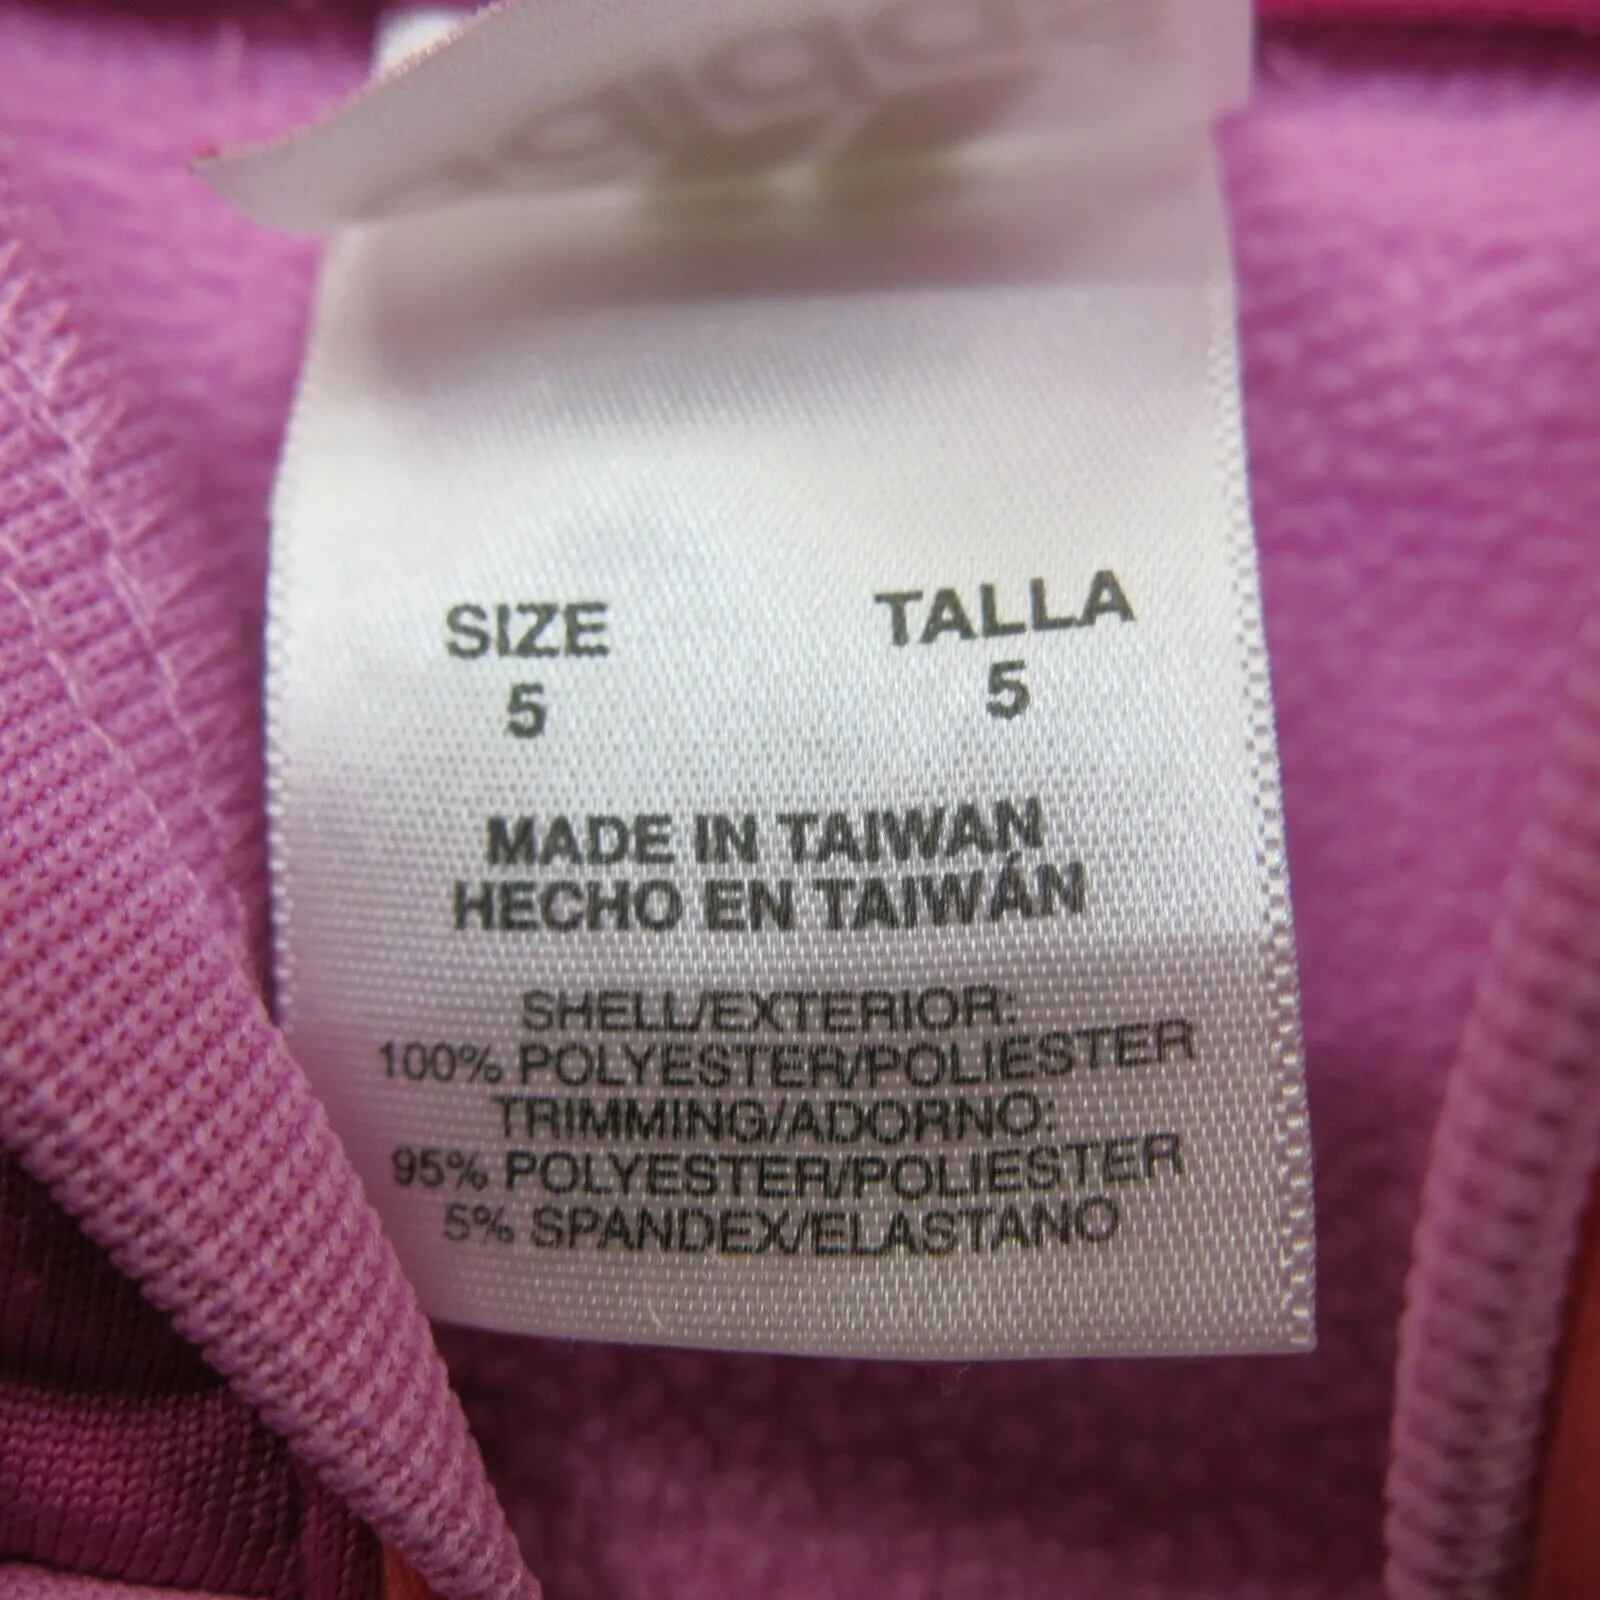 SIZE TALLA
5 5
MADE IN TAIWAN
HECHO EN TAIWÁN
SHELL/EXTERIOR:
100% POLYESTER/POLIESTER
TRIMMING/ADORNO:
95% POLYESTER/POLIESTER
5% SPANDEX/ELASTANO